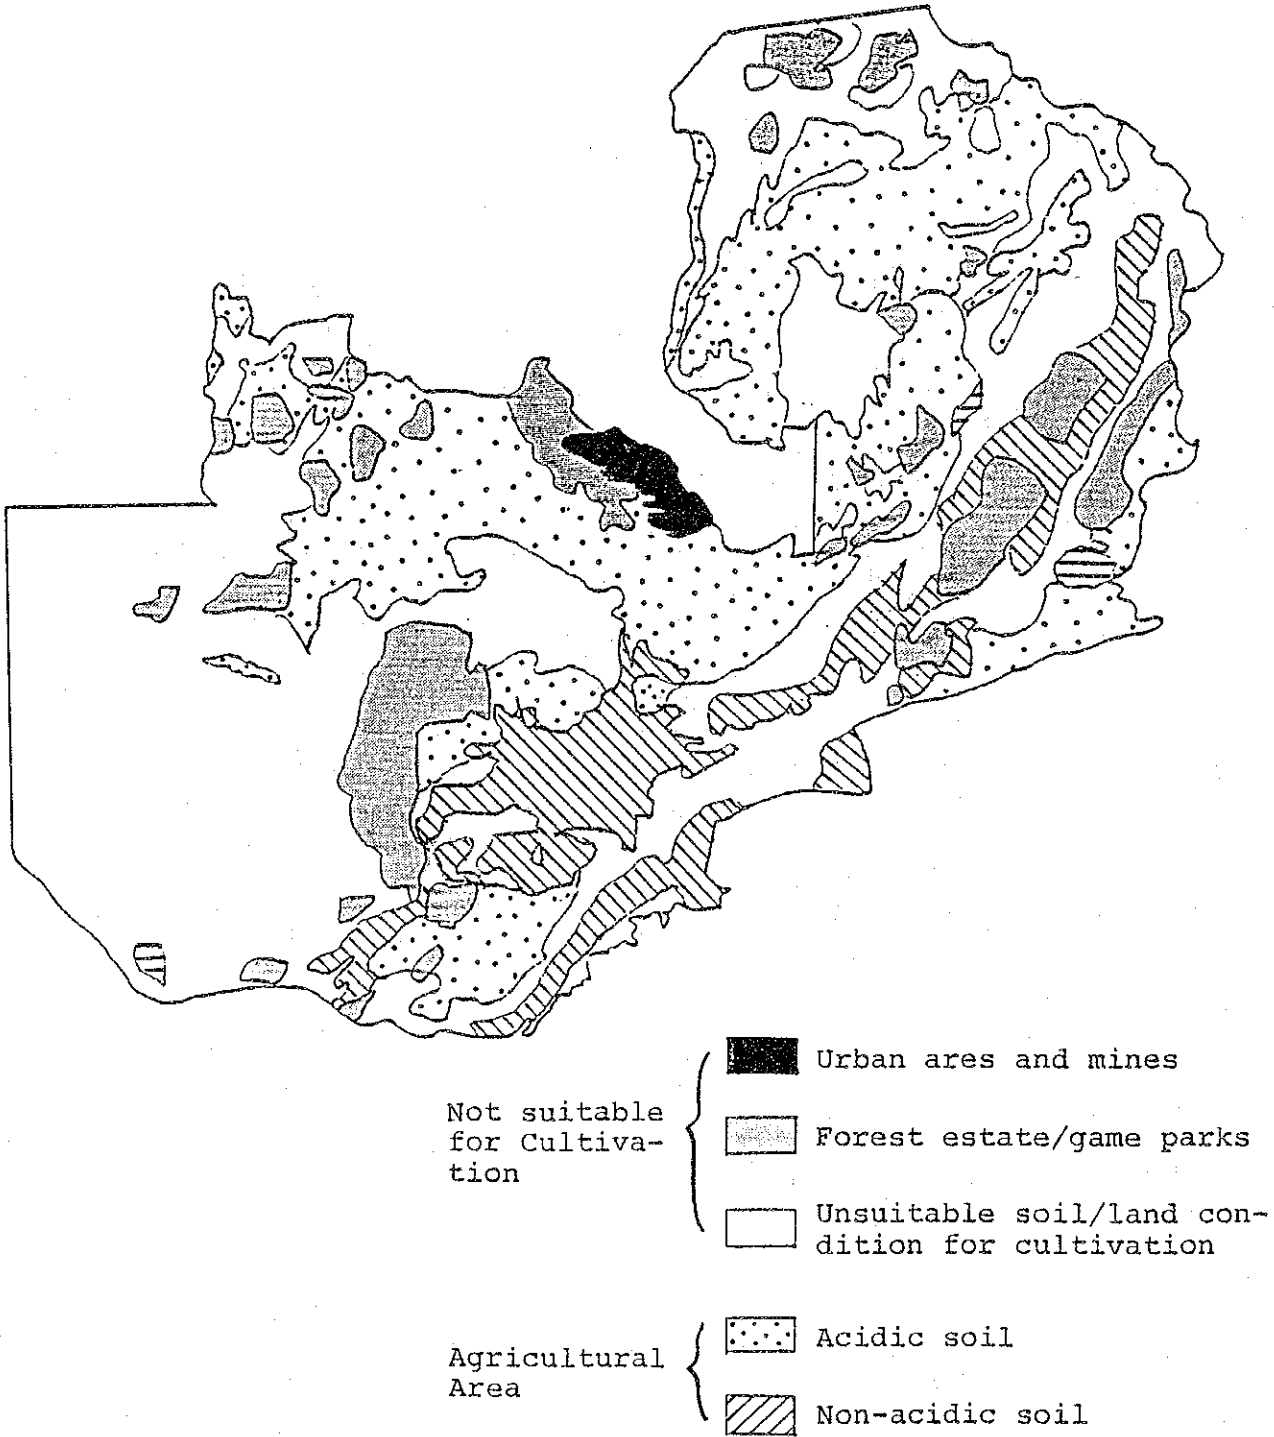 Not suitable
for Cultiva-
tion
Urban ares and mines
Forest estate/game parks
Unsuitable soil/land con-
dition for cultivation
Agricultural
Area
Acidic soil
Non-acidic soil